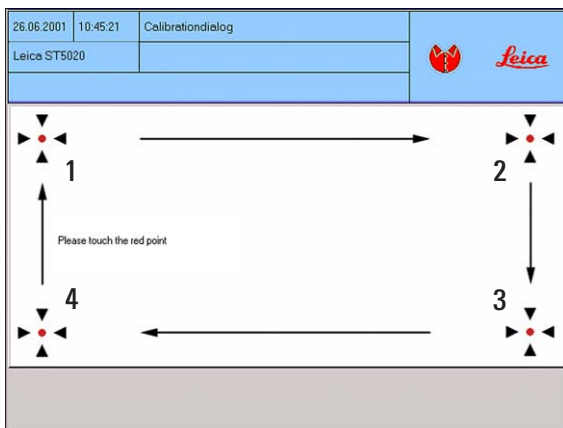 26.06.2001 10:45:21 Calibrationdialog
Leica ST5020
Leica
1
2
Please touch the red point
4
3